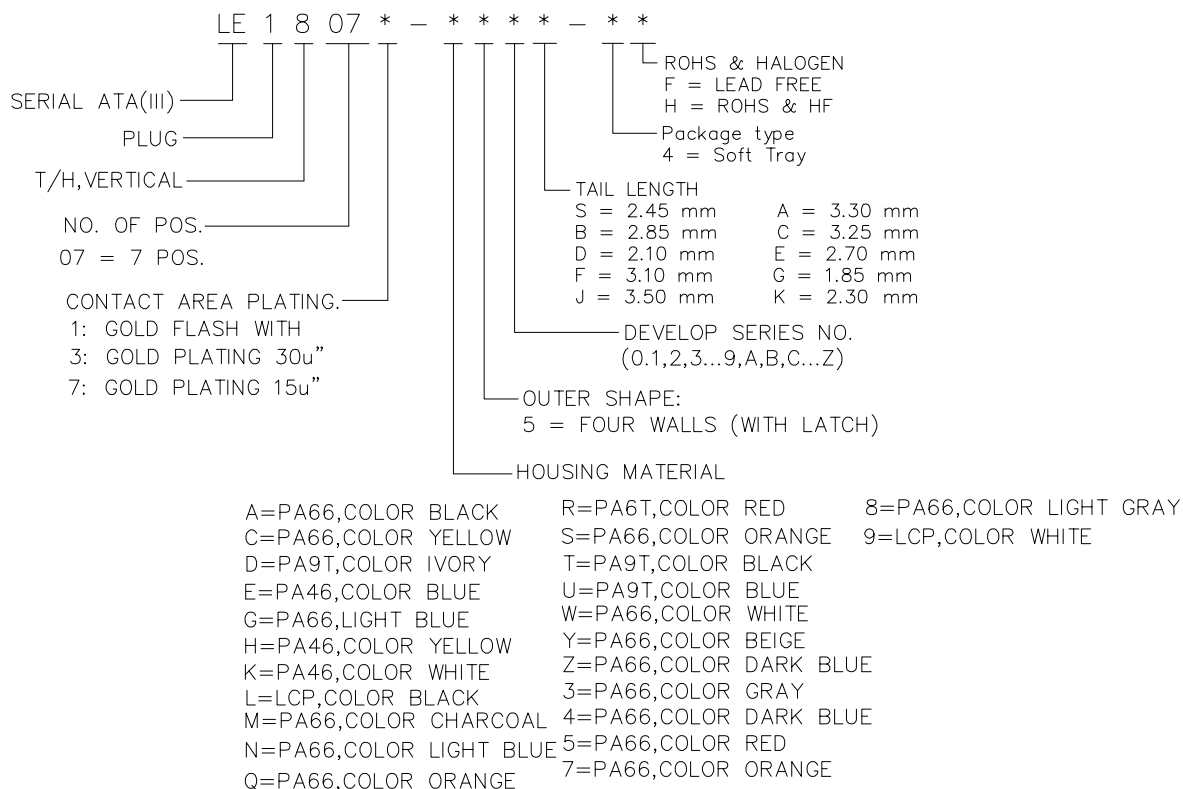 LE 1 8 07 * - * * * * - * *
ROHS & HALOGEN
F = LEAD FREE
H = ROHS & HF
SERIAL ATA(III)
PLUG
Package type
4 = Soft Tray
T/H,VERTICAL
TAIL LENGTH
S = 2.45 mm A = 3.30 mm
B = 2.85 mm C = 3.25 mm
D = 2.10 mm E = 2.70 mm
F = 3.10 mm G = 1.85 mm
J = 3.50 mm K = 2.30 mm
NO. OF POS.
07 = 7 POS.
CONTACT AREA PLATING.
1: GOLD FLASH WITH
3: GOLD PLATING 30u"
7: GOLD PLATING 15u"
DEVELOP SERIES NO.
(0.1,2,3...9,A,B,C...Z)
OUTER SHAPE:
5 = FOUR WALLS (WITH LATCH)
HOUSING MATERIAL
A=PA66,COLOR BLACK
C=PA66,COLOR YELLOW
D=PA9T,COLOR IVORY
E=PA46,COLOR BLUE
G=PA66,LIGHT BLUE
H=PA46,COLOR YELLOW
K=PA46,COLOR WHITE
L=LCP,COLOR BLACK
M=PA66,COLOR CHARCOAL
N=PA66,COLOR LIGHT BLUE
Q=PA66,COLOR ORANGE
R=PA6T,COLOR RED
S=PA66,COLOR ORANGE
T=PA9T,COLOR BLACK
U=PA9T,COLOR BLUE
W=PA66,COLOR WHITE
Y=PA66,COLOR BEIGE
Z=PA66,COLOR DARK BLUE
3=PA66,COLOR GRAY
4=PA66,COLOR DARK BLUE
5=PA66,COLOR RED
7=PA66,COLOR ORANGE
8=PA66,COLOR LIGHT GRAY
9=LCP,COLOR WHITE